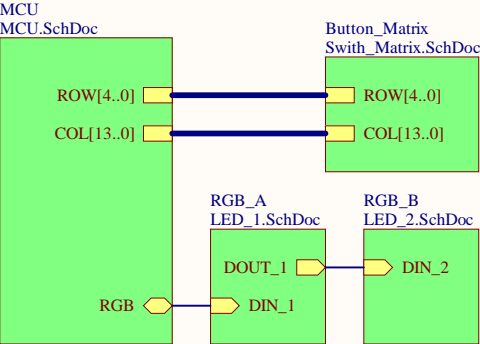 MCU
MCU.SchDoc
Button_Matrix
Swith_Matrix.SchDoc
ROW[4..0]
ROW[4..0]
COL[13..0]
COL[13..0]
RGB_A
LED_1.SchDoc
RGB_B
LED_2.SchDoc
DOUT_1
DIN_2
RGB
DIN_1